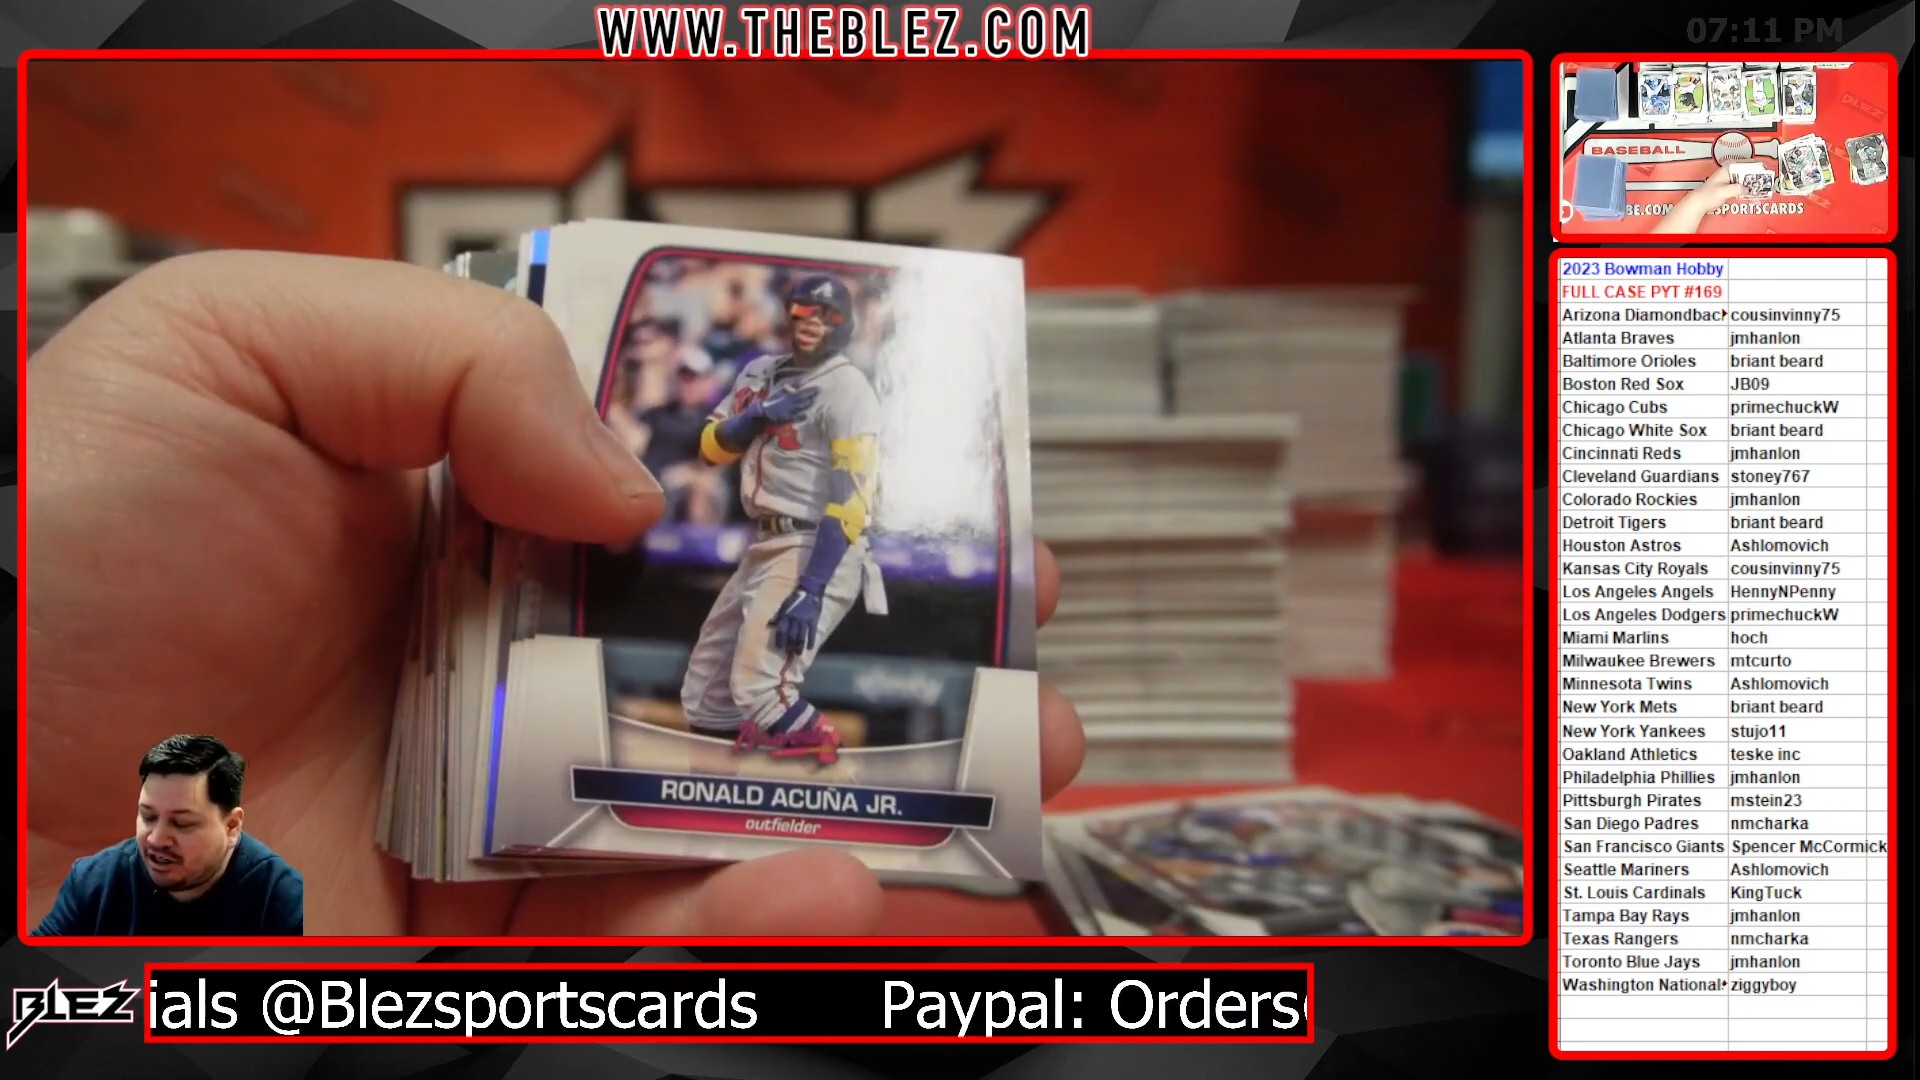 WWW.THEBLEZ.COM
07:11 PM
BASEBALL
SPORTSCARDS
RONALD ACUÑA JR.
outfielder
2023 Bowman Hobby
FULL CASE PYT #169
Arizona Diamondback cousinvinny75
Atlanta Braves jmhanlon
Baltimore Orioles briant beard
Boston Red Sox JB09
Chicago Cubs primechuckW
Chicago White Sox briant beard
Cincinnati Reds jmhanlon
Cleveland Guardians stoney767
Colorado Rockies jmhanlon
Detroit Tigers briant beard
Houston Astros Ashlomovich
Kansas City Royals cousinvinny75
Los Angeles Angels HennyNPenny
Los Angeles Dodgers primechuckW
Miami Marlins hoch
Milwaukee Brewers mtcurto
Minnesota Twins Ashlomovich
New York Mets briant beard
New York Yankees stujo11
Oakland Athletics teske inc
Philadelphia Phillies jmhanlon
Pittsburgh Pirates mstein23
San Diego Padres nmcharka
San Francisco Giants Spencer McCormick
Seattle Mariners Ashlomovich
St. Louis Cardinals KingTuck
Tampa Bay Rays jmhanlon
Texas Rangers nmcharka
Toronto Blue Jays jmhanlon
Washington National ziggyboy
BLEZ
ials @Blezsportscards Paypal: Orders